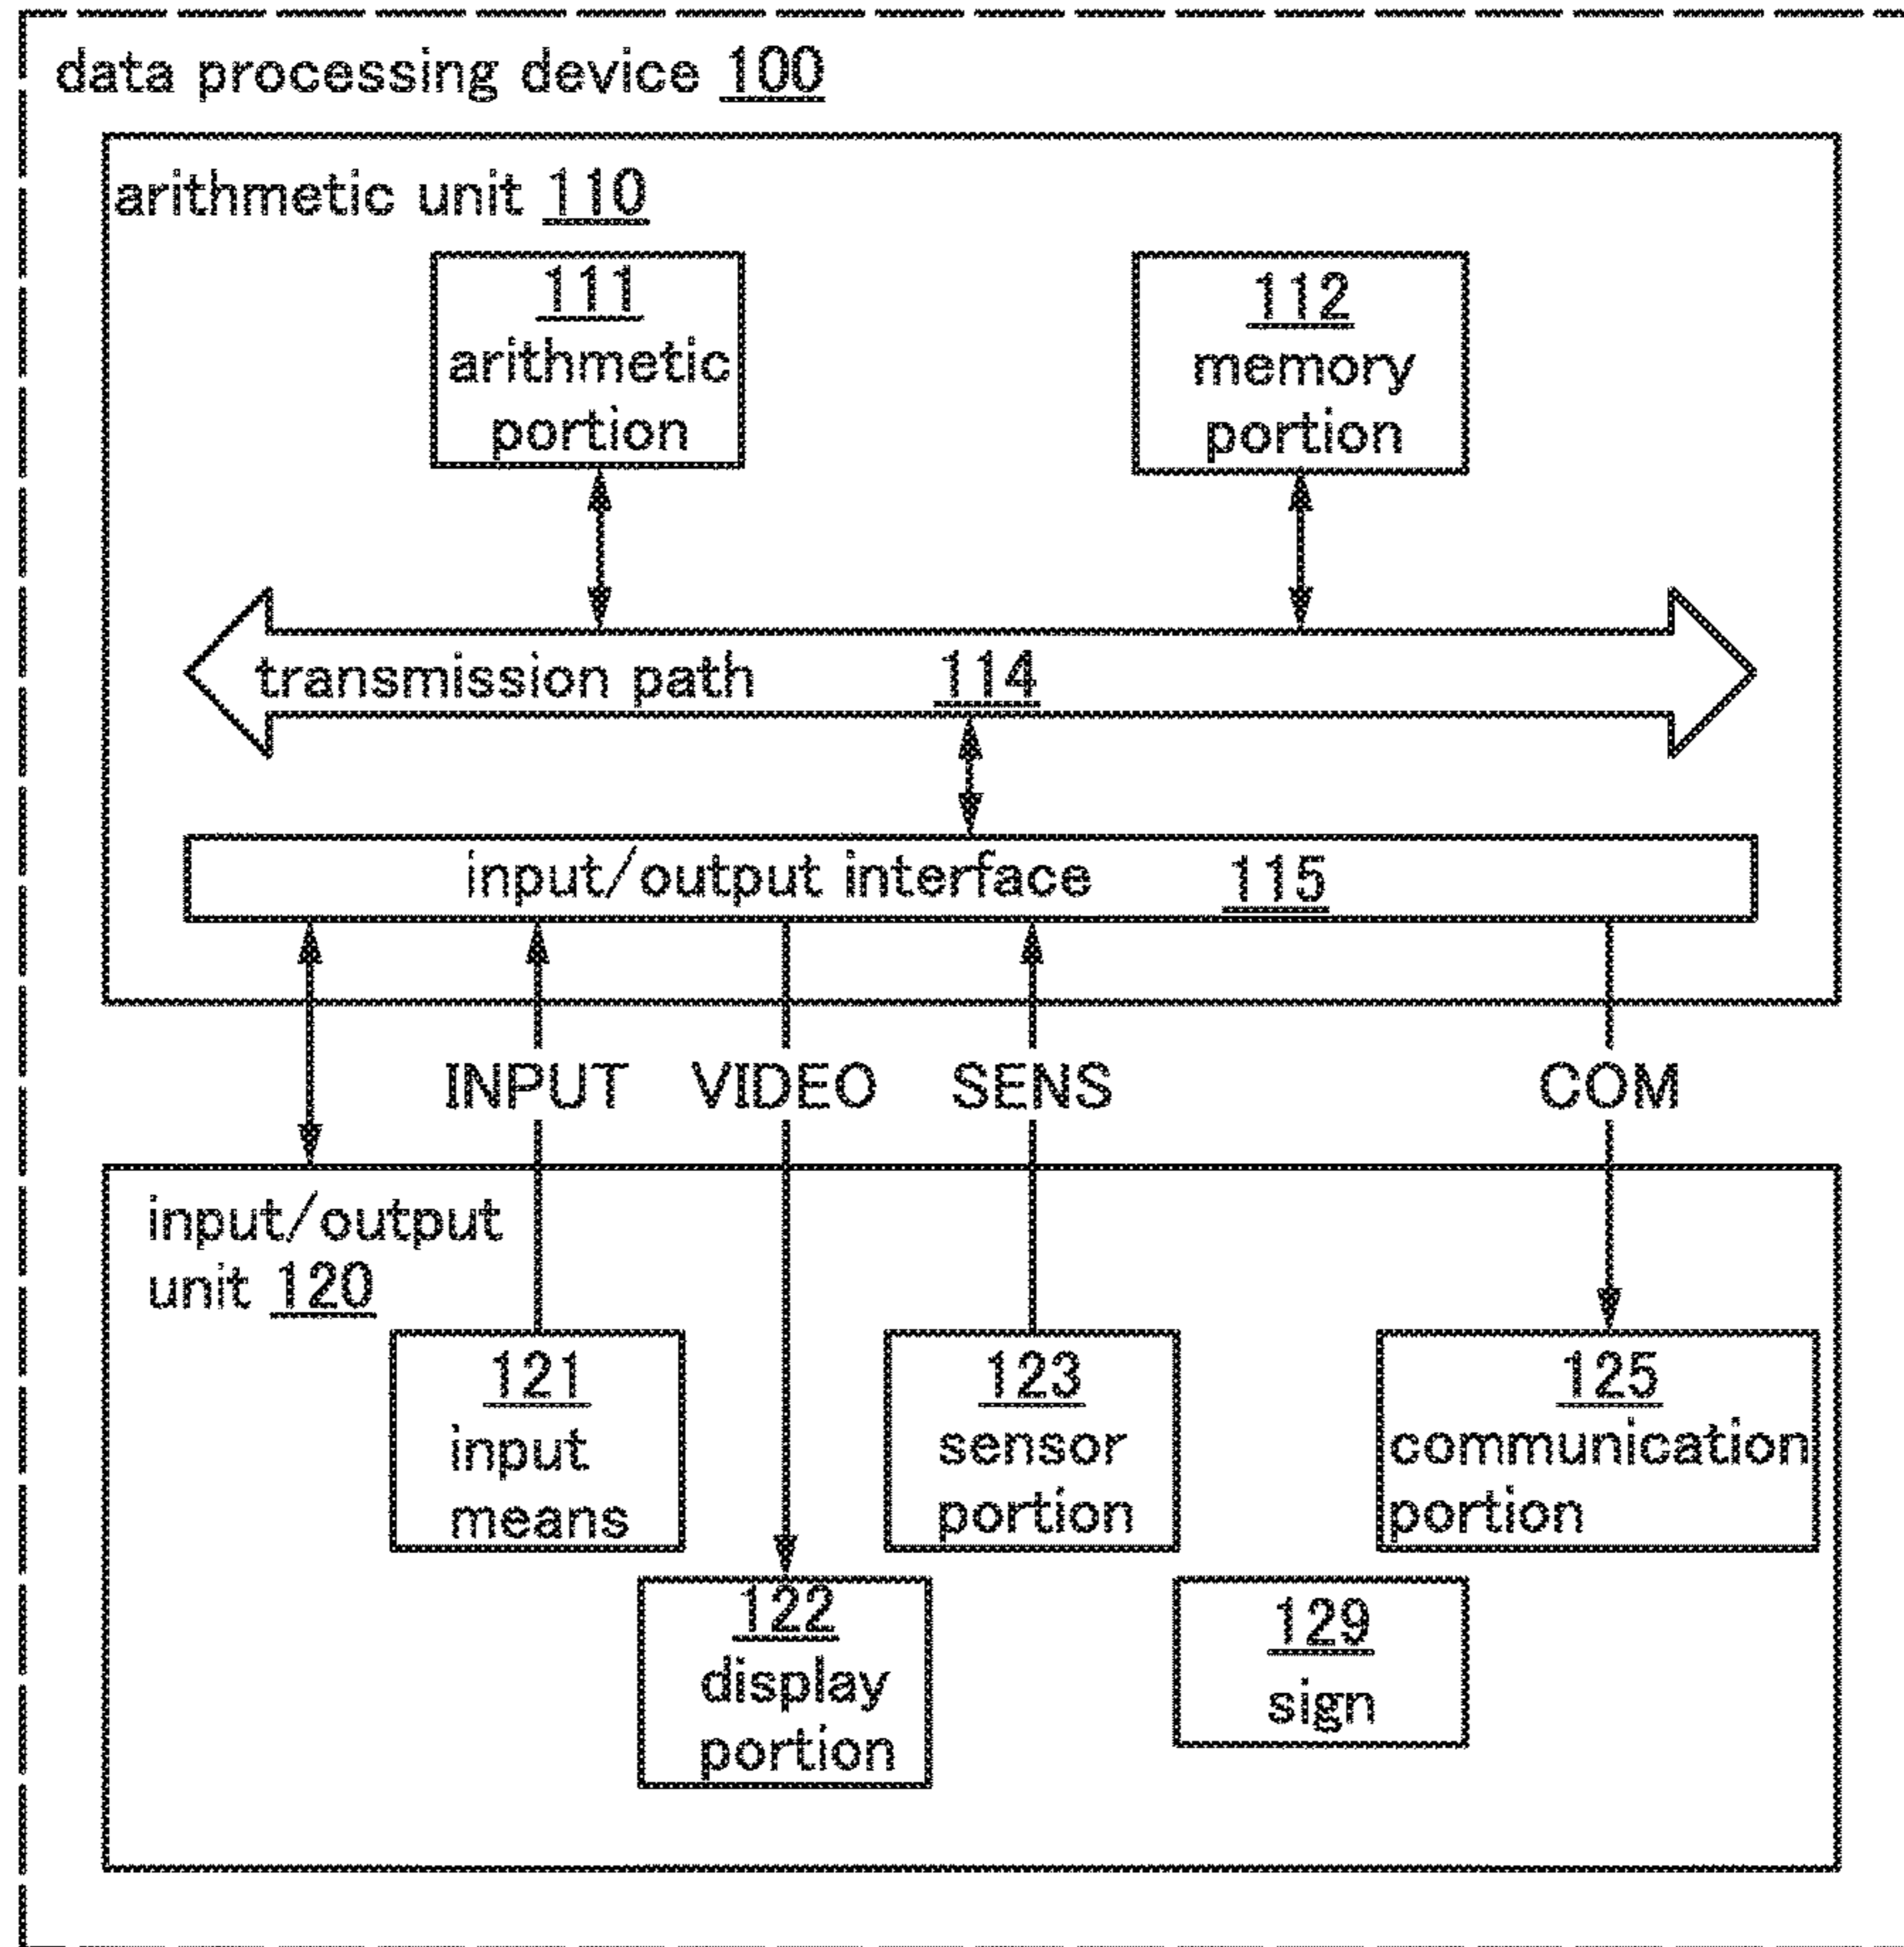 data processing device 100
arithmetic unit 110
111
arithmetic
portion
112
memory
portion
transmission path 114
input/output interface 115
INPUT VIDEO SENS COM
input/output
unit 120
121
input
means
123
sensor
portion
125
communication
portion
122
display
portion
129
sign